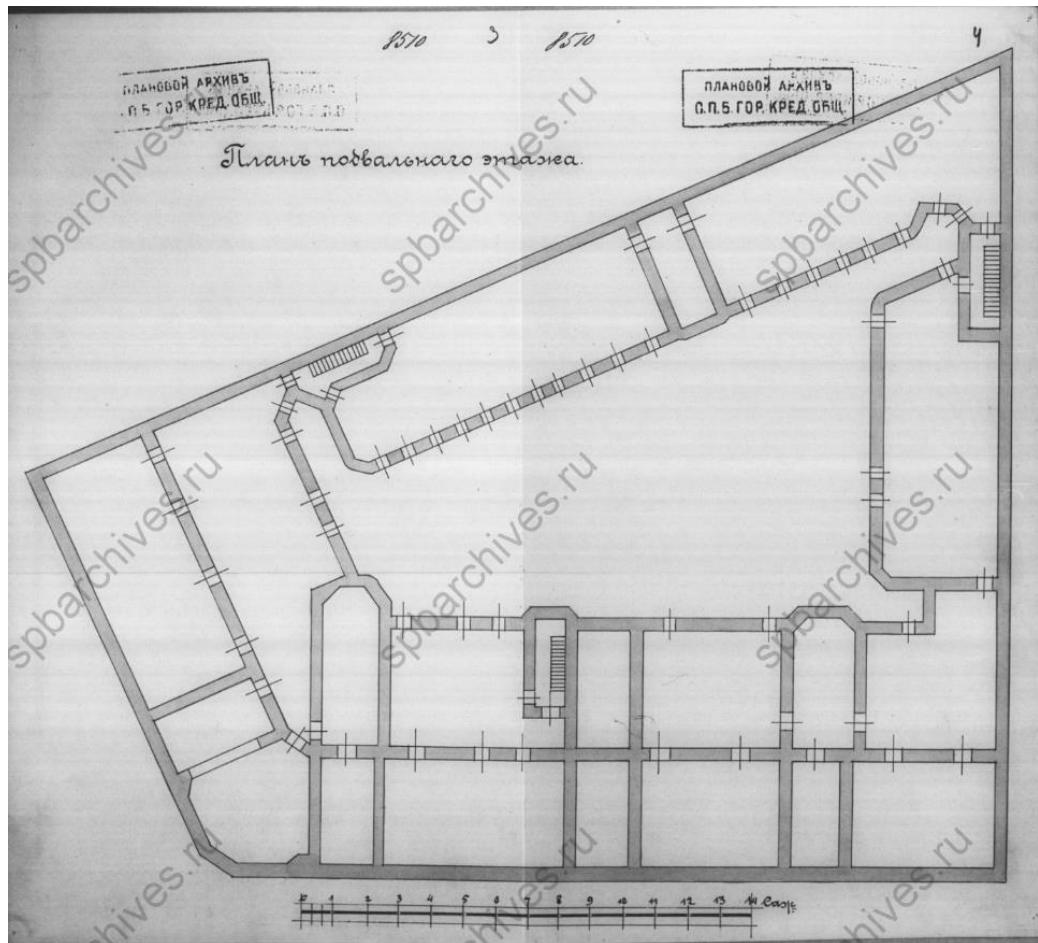 8510 3 8510 4
ПЛАНОВОЙ АРХИВЪ
С.П.Б. ГОР. КРЕД. ОБЩ.
ПЛАНОВОЙ АРХИВЪ
С.П.Б. ГОР. КРЕД. ОБЩ.
Планъ подвальнаго этажа.
spbarchives.ru
spbarchives.ru
spbarchives.ru
spbarchives.ru
spbarchives.ru
spbarchives.ru
spbarchives.ru
spbarchives.ru
spbarchives.ru
1 2 3 4 5 6 7 8 9 10 11 12 13 14 Саж.